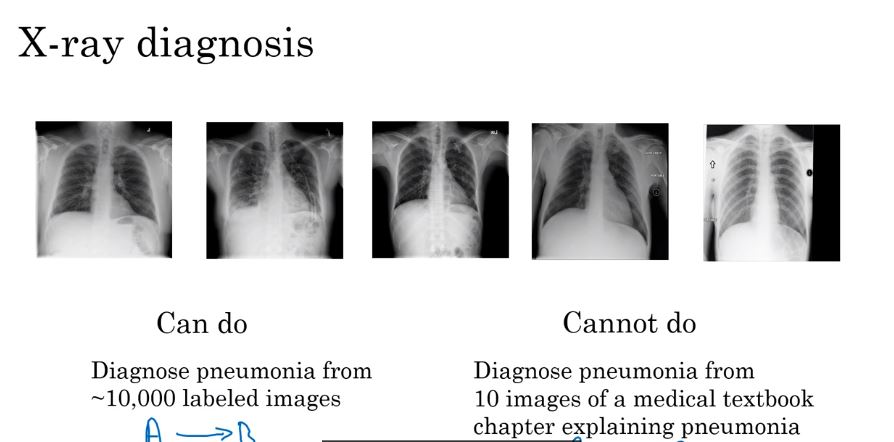 X-ray diagnosis
Can do
Cannot do
Diagnose pneumonia from
~10,000 labeled images
Diagnose pneumonia from
10 images of a medical textbook
chapter explaining pneumonia
A → B